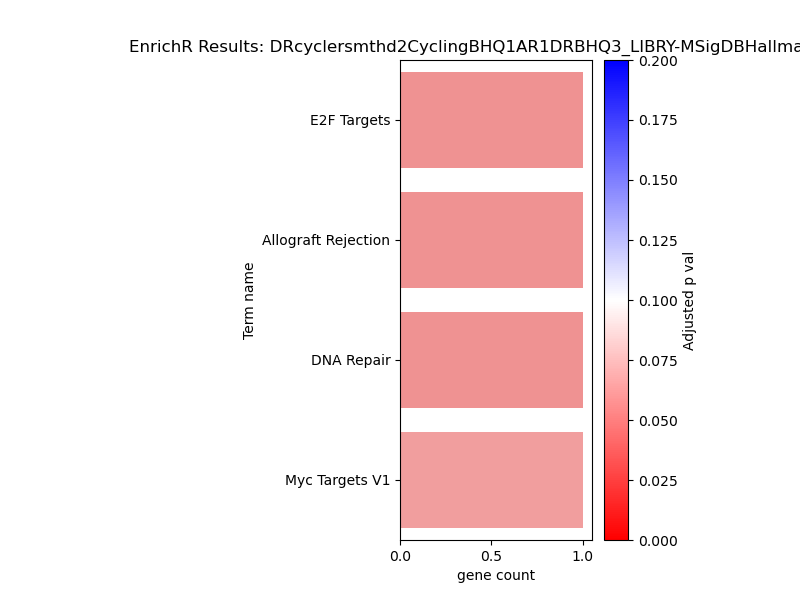 EnrichR Results: DRcyclersmthd2CyclingBHQ1AR1DRBHQ3_LIBRY-MSigDBHallma
E2F Targets
Allograft Rejection
DNA Repair
Myc Targets V1
Term name
0.0 0.5 1.0
gene count
0.200
0.175
0.150
0.125
0.100
0.075
0.050
0.025
0.000
Adjusted p val